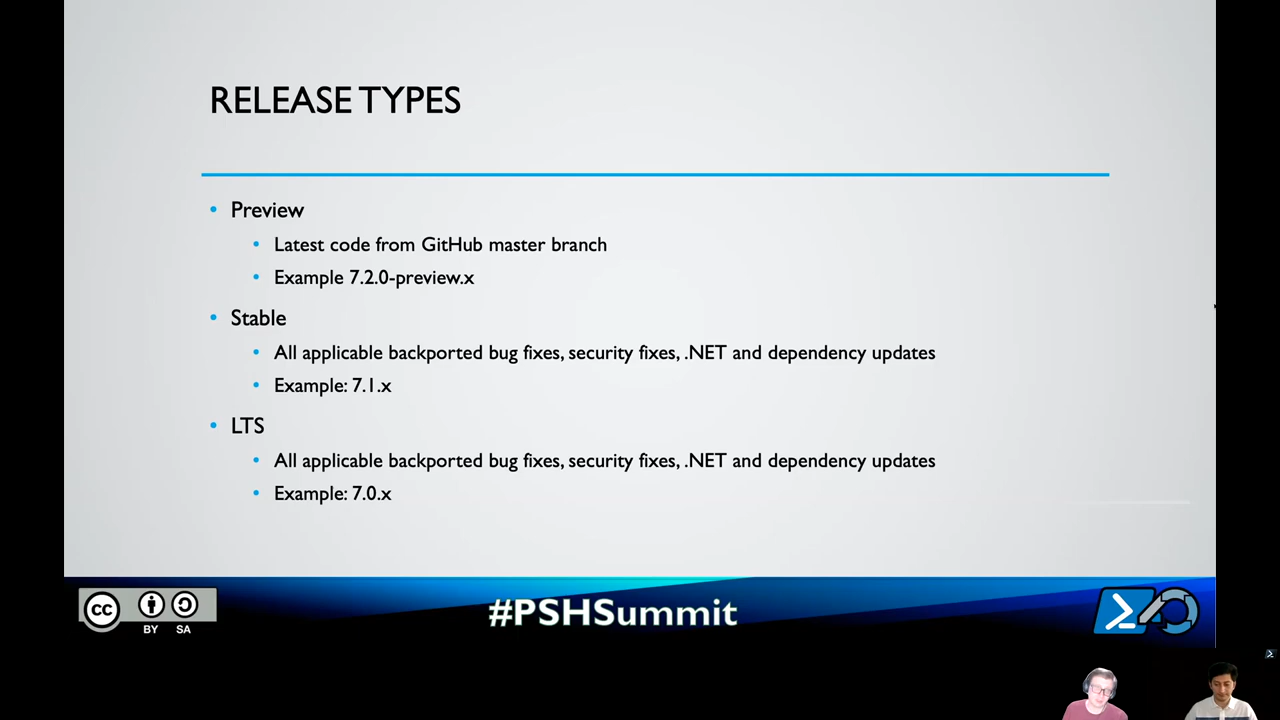 RELEASE TYPES
• Preview
• Latest code from GitHub master branch
• Example 7.2.0-preview.x
• Stable
• All applicable backported bug fixes, security fixes, .NET and dependency updates
• Example: 7.1.x
• LTS
• All applicable backported bug fixes, security fixes, .NET and dependency updates
• Example: 7.0.x
cc
BY SA
#PSHSummit